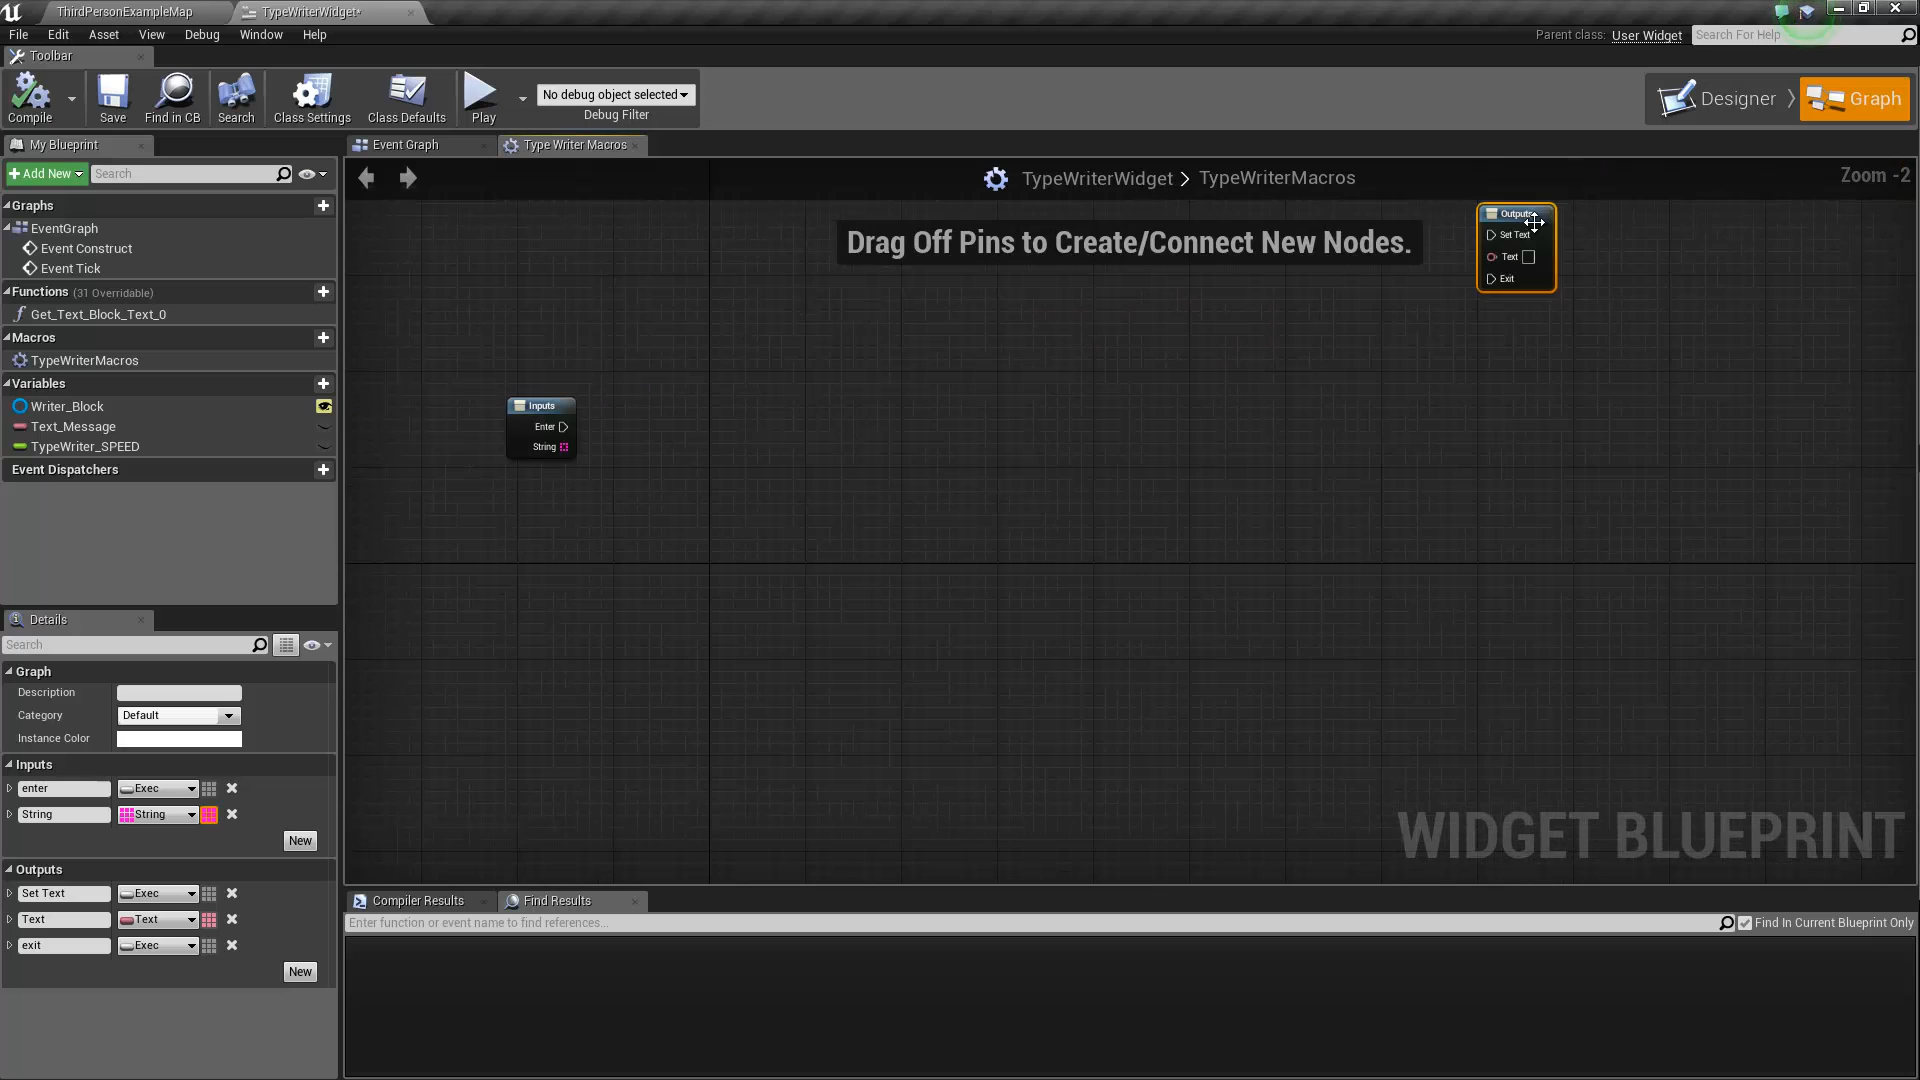 ThirdPersonExampleMap
TypeWriterWidget*
File
Edit
Asset
View
Debug
Window
Help
Parent class:
User Widget
Search For Help
Toolbar
Compile
Save
Find in CB
Search
Class Settings
Class Defaults
Play
No debug object selected
Debug Filter
Designer
Graph
My Blueprint
Event Graph
Type Writer Macros
Add New
Search
TypeWriterWidget > TypeWriterMacros
Zoom -2
Graphs
EventGraph
Event Construct
Event Tick
Functions (31 Overridable)
Get_Text_Block_Text_0
Macros
TypeWriterMacros
Variables
Writer_Block
Text_Message
TypeWriter_SPEED
Event Dispatchers
Drag Off Pins to Create/Connect New Nodes.
Outputs
Set Text
Text
Exit
Inputs
Enter
String
WIDGET BLUEPRINT
Details
Search
Graph
Description
Category
Default
Instance Color
Inputs
enter
Exec
String
String
New
Outputs
Set Text
Exec
Text
Text
exit
Exec
New
Compiler Results
Find Results
Enter function or event name to find references...
Find In Current Blueprint Only